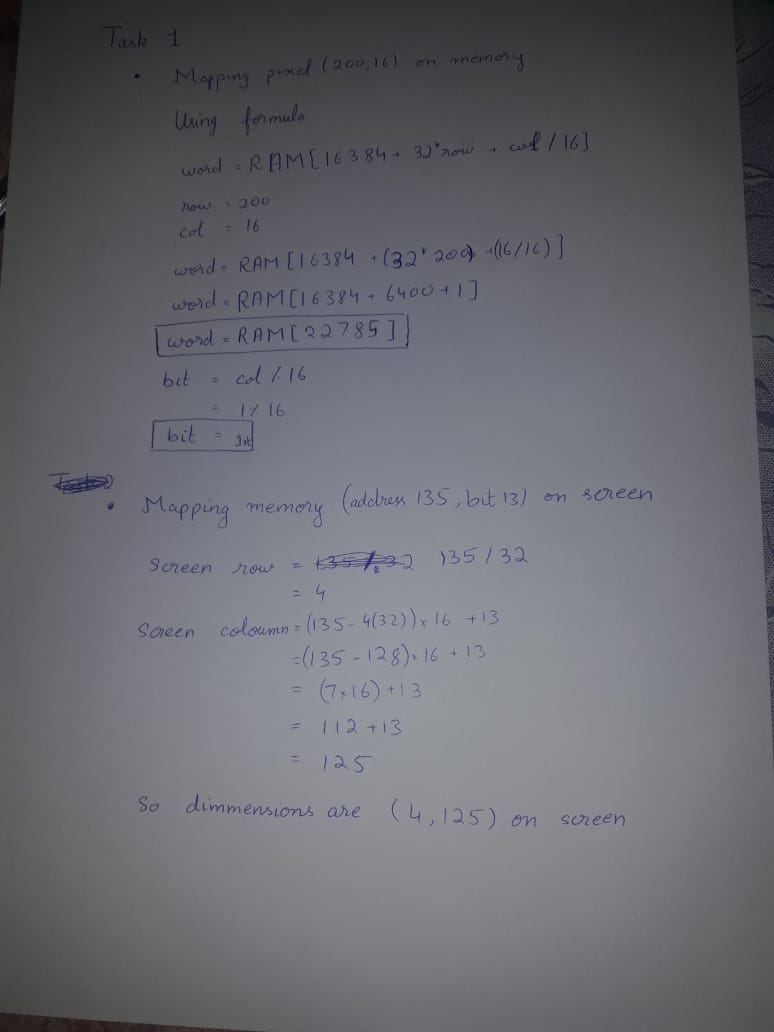 Task 1
• Mapping pixel (200,16) on memory
Using formula
word = RAM[16384 + 32*row + col / 16]
row = 200
col = 16
word = RAM [16384 + (32* 200) + (16/16)]
word = RAM[16384 + 6400 + 1]
word = RAM[22785]
bit = col % 16
= 1% 16
bit = 1st
• Mapping memory (address 135, bit 13) on screen
Screen row = 135 / 32
= 4
Screen coloumn = (135 - 4(32)) x 16 + 13
= (135 - 128) x 16 + 13
= (7 x 16) + 13
= 112 + 13
= 125
So dimmensions are (4, 125) on screen